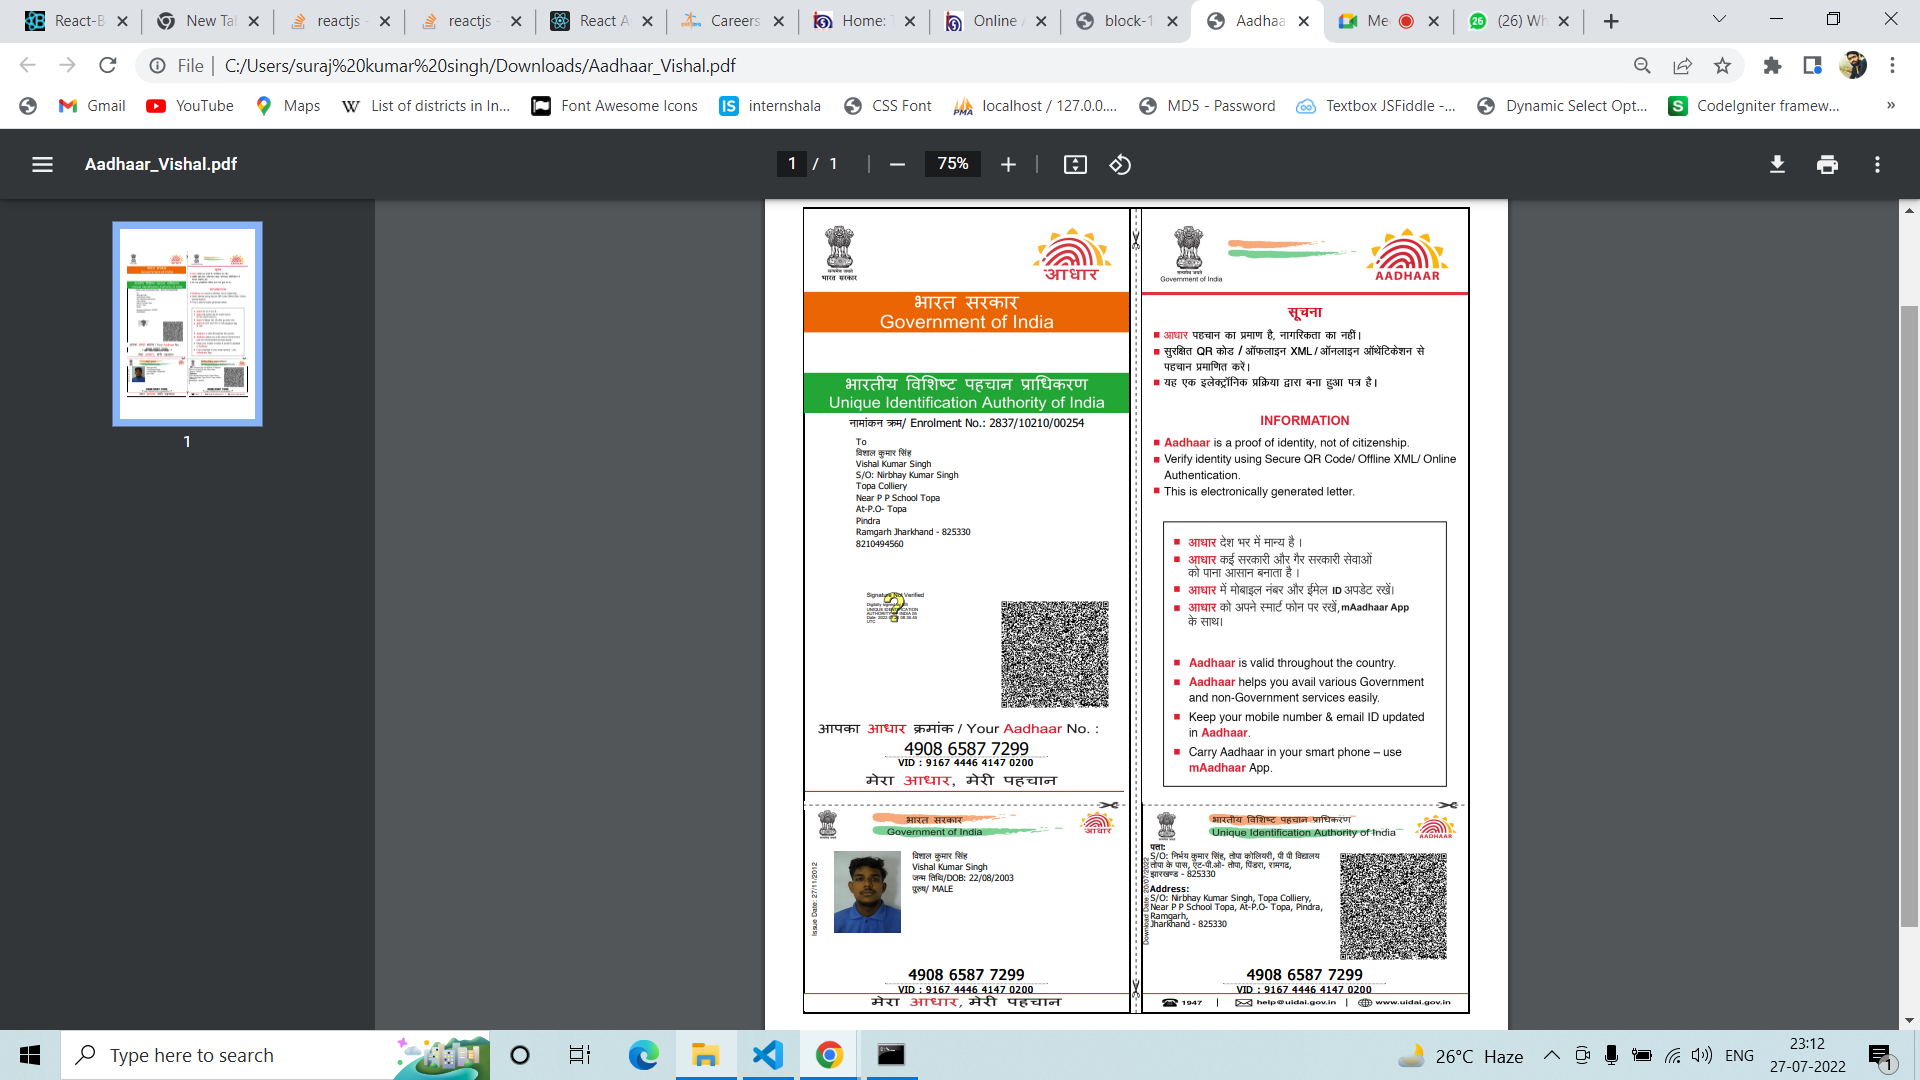 React-B
New Tab
reactjs
reactjs
React A
Careers
Home: T
Online A
block-1
Aadhaa
Mee
(26) Wh
File
C:/Users/suraj%20kumar%20singh/Downloads/Aadhaar_Vishal.pdf
Gmail
YouTube
Maps
List of districts in In...
Font Awesome Icons
internshala
CSS Font
localhost / 127.0.0....
MD5 - Password
Textbox JSFiddle -...
Dynamic Select Opt...
CodeIgniter framew...
Aadhaar_Vishal.pdf
1 / 1
75%
1
भारत सरकार
आधार
भारत सरकार
Government of India
भारतीय विशिष्ट पहचान प्राधिकरण
Unique Identification Authority of India
नामांकन क्रम/ Enrolment No.: 2837/10210/00254
To
विशाल कुमार सिंह
Vishal Kumar Singh
S/O: Nirbhay Kumar Singh
Topa Colliery
Near P P School Topa
At-P.O- Topa
Pindra
Ramgarh Jharkhand - 825330
8210494560
Signature Not Verified
आपका आधार क्रमांक / Your Aadhaar No. :
4908 6587 7299
VID : 9167 4446 4147 0200
मेरा आधार, मेरी पहचान
Government of India
AADHAAR
सूचना
आधार पहचान का प्रमाण है, नागरिकता का नहीं।
सुरक्षित QR कोड / ऑफलाइन XML / ऑनलाइन ऑथेंटिकेशन से
पहचान प्रमाणित करें।
यह एक इलेक्ट्रॉनिक प्रक्रिया द्वारा बना हुआ पत्र है।
INFORMATION
Aadhaar is a proof of identity, not of citizenship.
Verify identity using Secure QR Code/ Offline XML/ Online
Authentication.
This is electronically generated letter.
आधार देश भर में मान्य है ।
आधार कई सरकारी और गैर सरकारी सेवाओं
को पाना आसान बनाता है ।
आधार में मोबाइल नंबर और ईमेल ID अपडेट रखें।
आधार को अपने स्मार्ट फोन पर रखें, mAadhaar App
के साथ।
Aadhaar is valid throughout the country.
Aadhaar helps you avail various Government
and non-Government services easily.
Keep your mobile number & email ID updated
in Aadhaar.
Carry Aadhaar in your smart phone – use
mAadhaar App.
भारत सरकार
Government of India
आधार
Issue Date: 27/11/2012
विशाल कुमार सिंह
Vishal Kumar Singh
जन्म तिथि/DOB: 22/08/2003
पुरुष/ MALE
4908 6587 7299
VID : 9167 4446 4147 0200
मेरा आधार, मेरी पहचान
भारतीय विशिष्ट पहचान प्राधिकरण
Unique Identification Authority of India
AADHAAR
पता:
S/O: निर्भय कुमार सिंह, तोपा कोलियरी, पी पी विद्यालय
तोपा के पास, एट-पी.ओ- तोपा, पिंडरा, रामगढ,
झारखण्ड - 825330
Address:
S/O: Nirbhay Kumar Singh, Topa Colliery,
Near P P School Topa, At-P.O- Topa, Pindra,
Ramgarh,
Jharkhand - 825330
4908 6587 7299
VID : 9167 4446 4147 0200
1947 | help@uidai.gov.in | www.uidai.gov.in
Type here to search
26°C Haze
ENG
23:12
27-07-2022
1